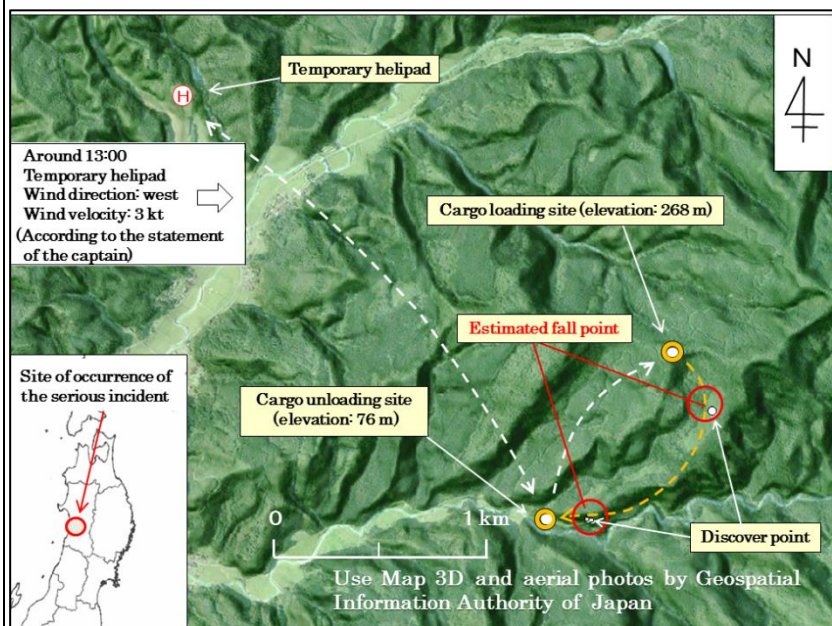 Temporary helipad
N
H
Around 13:00
Temporary helipad
Wind direction: west
Wind velocity: 3 kt
(According to the statement
of the captain)
Cargo loading site (elevation: 268 m)
Estimated fall point
Site of occurrence of
the serious incident
Cargo unloading site
(elevation: 76 m)
0 1 km
Discover point
Use Map 3D and aerial photos by Geospatial
Information Authority of Japan